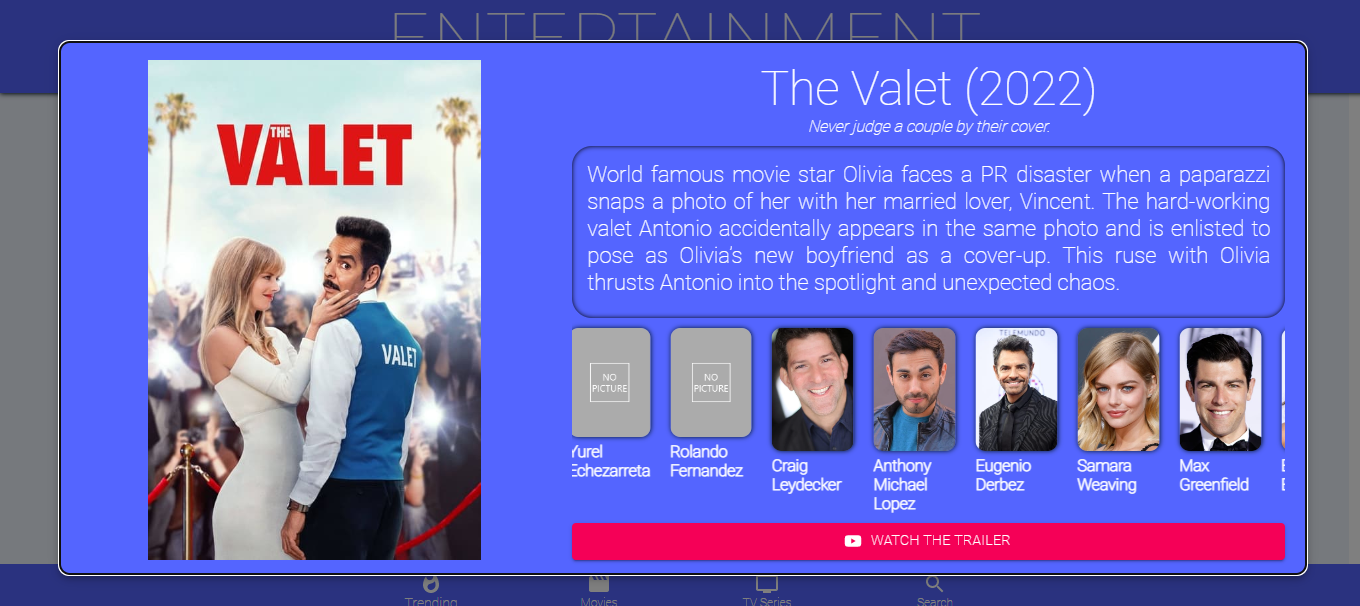 ENTERTAINMENT
THE
VALET
VALET
The Valet (2022)
Never judge a couple by their cover.
World famous movie star Olivia faces a PR disaster when a paparazzi
snaps a photo of her with her married lover, Vincent. The hard-working
valet Antonio accidentally appears in the same photo and is enlisted to
pose as Olivia's new boyfriend as a cover-up. This ruse with Olivia
thrusts Antonio into the spotlight and unexpected chaos.
NO
PICTURE
NO
PICTURE
TELEMUNDO
Yurel
Echezarreta
Rolando
Fernandez
Craig
Leydecker
Anthony
Michael
Lopez
Eugenio
Derbez
Samara
Weaving
Max
Greenfield
WATCH THE TRAILER
Trending
Movies
TV Series
Search